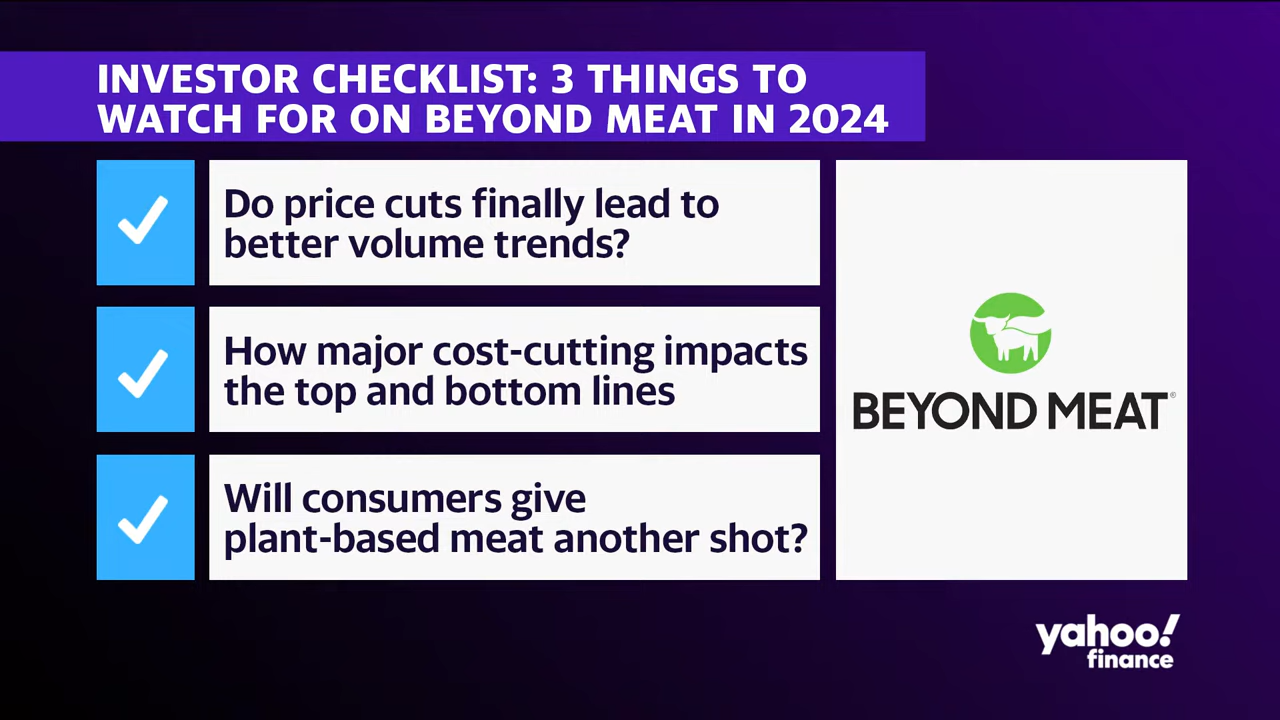 INVESTOR CHECKLIST: 3 THINGS TO
WATCH FOR ON BEYOND MEAT IN 2024
Do price cuts finally lead to
better volume trends?
How major cost-cutting impacts
the top and bottom lines
Will consumers give
plant-based meat another shot?
BEYOND MEAT®
yahoo!
finance